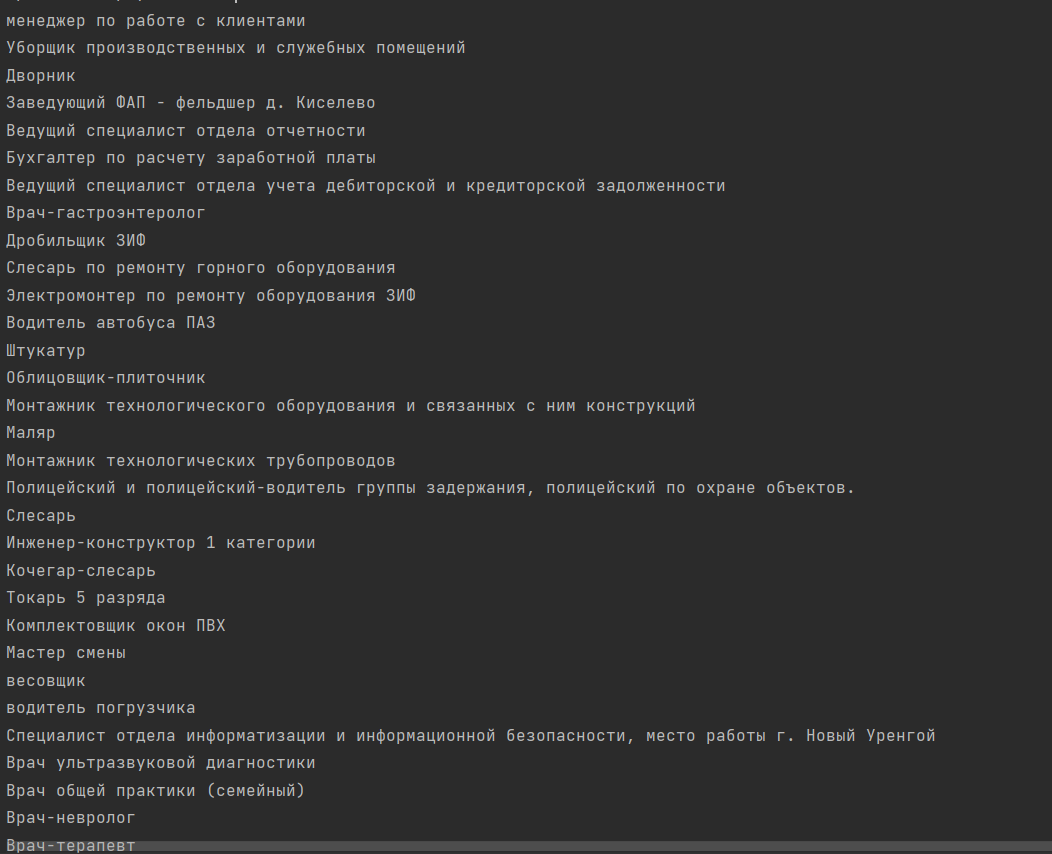 менеджер по работе с клиентами
Уборщик производственных и служебных помещений
Дворник
Заведующий ФАП - фельдшер д. Киселево
Ведущий специалист отдела отчетности
Бухгалтер по расчету заработной платы
Ведущий специалист отдела учета дебиторской и кредиторской задолженности
Врач-гастроэнтеролог
Дробильщик ЗИФ
Слесарь по ремонту горного оборудования
Электромонтер по ремонту оборудования ЗИФ
Водитель автобуса ПАЗ
Штукатур
Облицовщик-плиточник
Монтажник технологического оборудования и связанных с ним конструкций
Маляр
Монтажник технологических трубопроводов
Полицейский и полицейский-водитель группы задержания, полицейский по охране объектов.
Слесарь
Инженер-конструктор 1 категории
Кочегар-слесарь
Токарь 5 разряда
Комплектовщик окон ПВХ
Мастер смены
весовщик
водитель погрузчика
Специалист отдела информатизации и информационной безопасности, место работы г. Новый Уренгой
Врач ультразвуковой диагностики
Врач общей практики (семейный)
Врач-невролог
Врач-терапевт